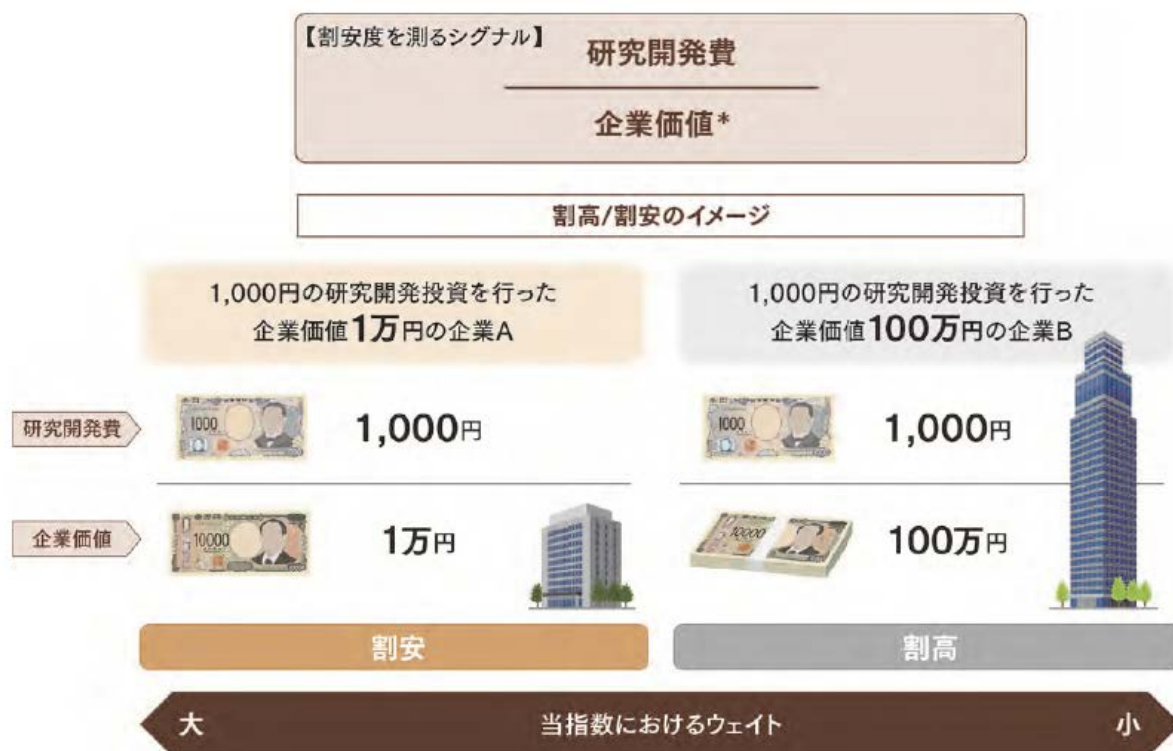 【割安度を測るシグナル】
研究開発費
企業価値*
割高/割安のイメージ
1,000円の研究開発投資を行った
企業価値1万円の企業A
1,000円の研究開発投資を行った
企業価値100万円の企業B
研究開発費
1000
1,000円
1000
1,000円
企業価値
10000
1万円
10000
100万円
割安
割高
大
当指数におけるウェイト
小